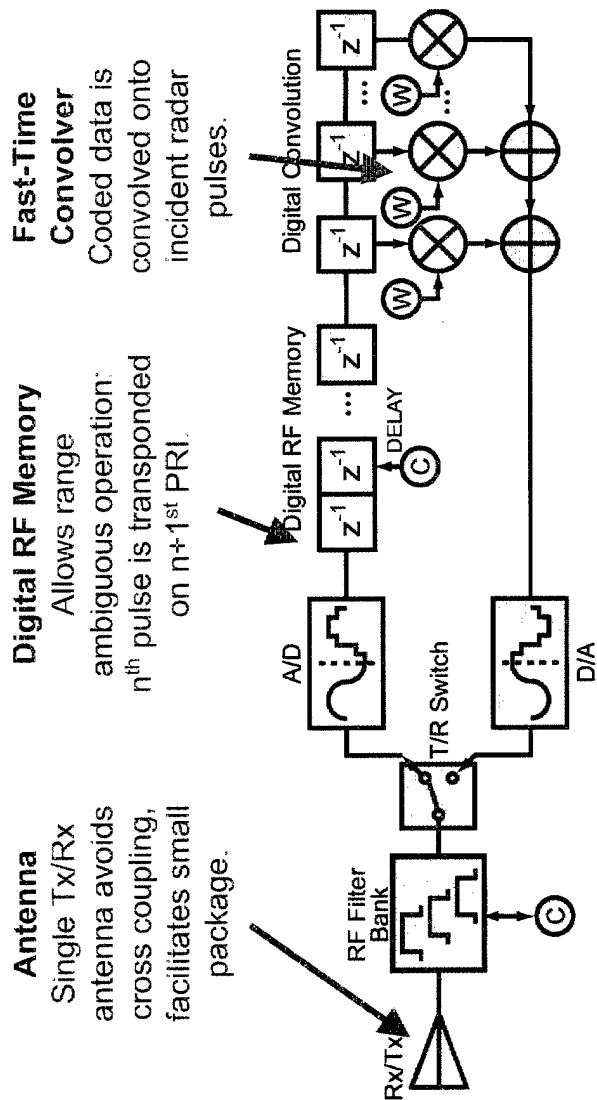 Antenna
Single Tx/Rx
antenna avoids
cross coupling,
facilitates small
package.
Digital RF Memory
Allows range
ambiguous operation:
nth pulse is transponded
on n+1st PRI.
Fast-Time
Convolver
Coded data is
convolved onto
incident radar
pulses.
Rx/Tx
RF Filter
Bank
C
T/R Switch
A/D
D/A
Digital RF Memory
z-1
z-1
...
z-1
DELAY
C
Digital Convolution
z-1
z-1
...
z-1
W
W
W
...